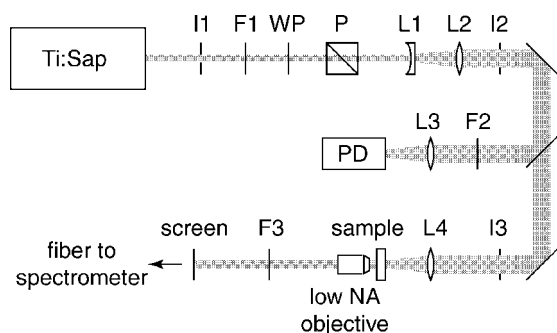 I1 F1 WP P L1 L2 I2
Ti:Sap
L3 F2
PD
screen F3 sample L4 I3
fiber to
spectrometer
low NA
objective